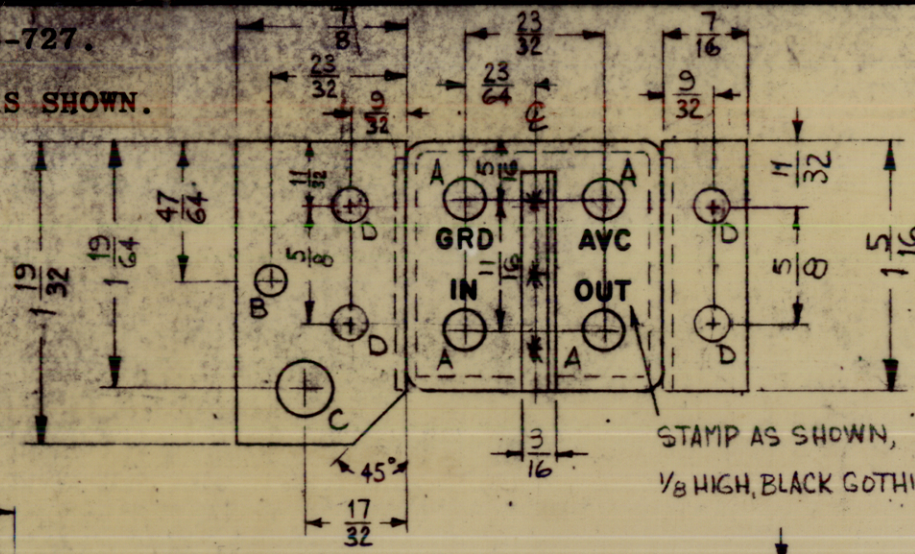 -727.
S SHOWN.
7/8
23/32
9/32
23/32
23/64
℄
7/16
9/32
1 19/32
1 19/64
47/64
11/32
5/8
5/16
11/16
11/32
5/8
1 5/16
A A
D D
GRD AVC
IN OUT
B
A A
D D
C
45°
17/32
3/16
STAMP AS SHOWN,
1/8 HIGH, BLACK GOTHI